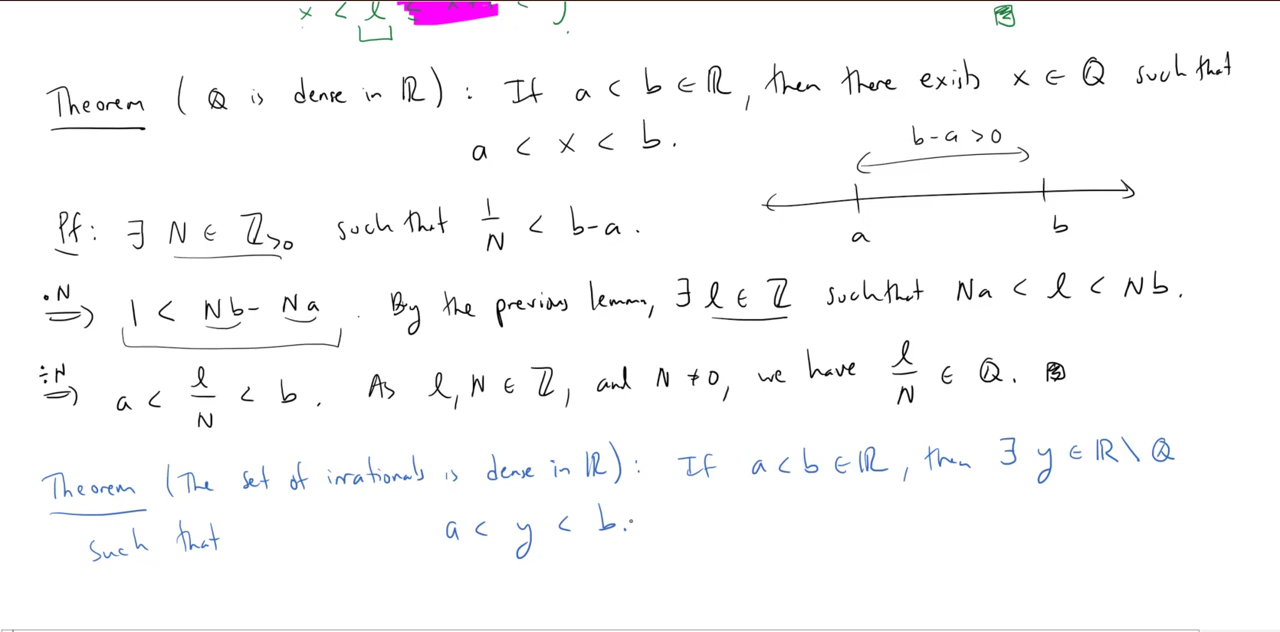 x < l ≤
Theorem ( ℚ is dense in ℝ ) : If a < b ∈ ℝ, then there exists x ∈ ℚ such that
a < x < b.
b-a>0
a b
Pf: ∃ N ∈ ℤ>0 such that 1/N < b-a.
·N ⟹ 1 < Nb - Na. By the previous lemma, ∃ l ∈ ℤ such that Na < l < Nb.
÷N ⟹ a < l/N < b. As l, N ∈ ℤ, and N ≠ 0, we have l/N ∈ ℚ.
Theorem (The set of irrationals is dense in ℝ) : If a < b ∈ ℝ, then ∃ y ∈ ℝ \ ℚ
such that a < y < b.